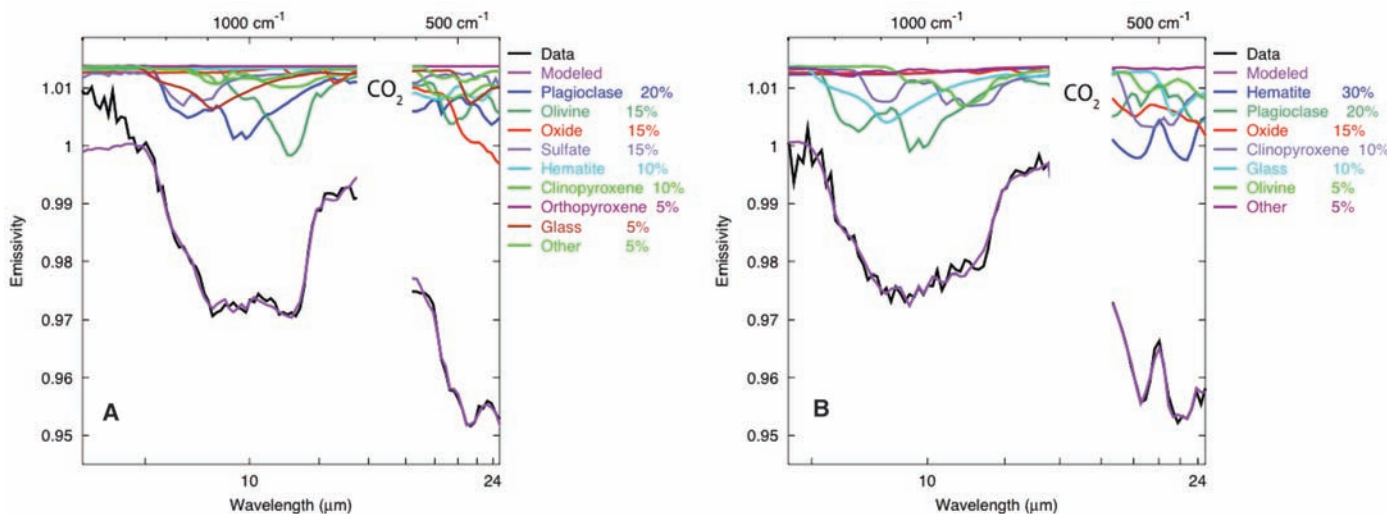 1000 cm-1 500 cm-1
Data
Modeled
Plagioclase 20%
Olivine 15%
Oxide 15%
Sulfate 15%
Hematite 10%
Clinopyroxene 10%
Orthopyroxene 5%
Glass 5%
Other 5%
CO2
1.01
1
0.99
0.98
0.97
0.96
0.95
Emissivity
A
10 24
Wavelength (μm)
1000 cm-1 500 cm-1
Data
Modeled
Hematite 30%
Plagioclase 20%
Oxide 15%
Clinopyroxene 10%
Glass 10%
Olivine 5%
Other 5%
CO2
1.01
1
0.99
0.98
0.97
0.96
0.95
Emissivity
B
10 24
Wavelength (μm)